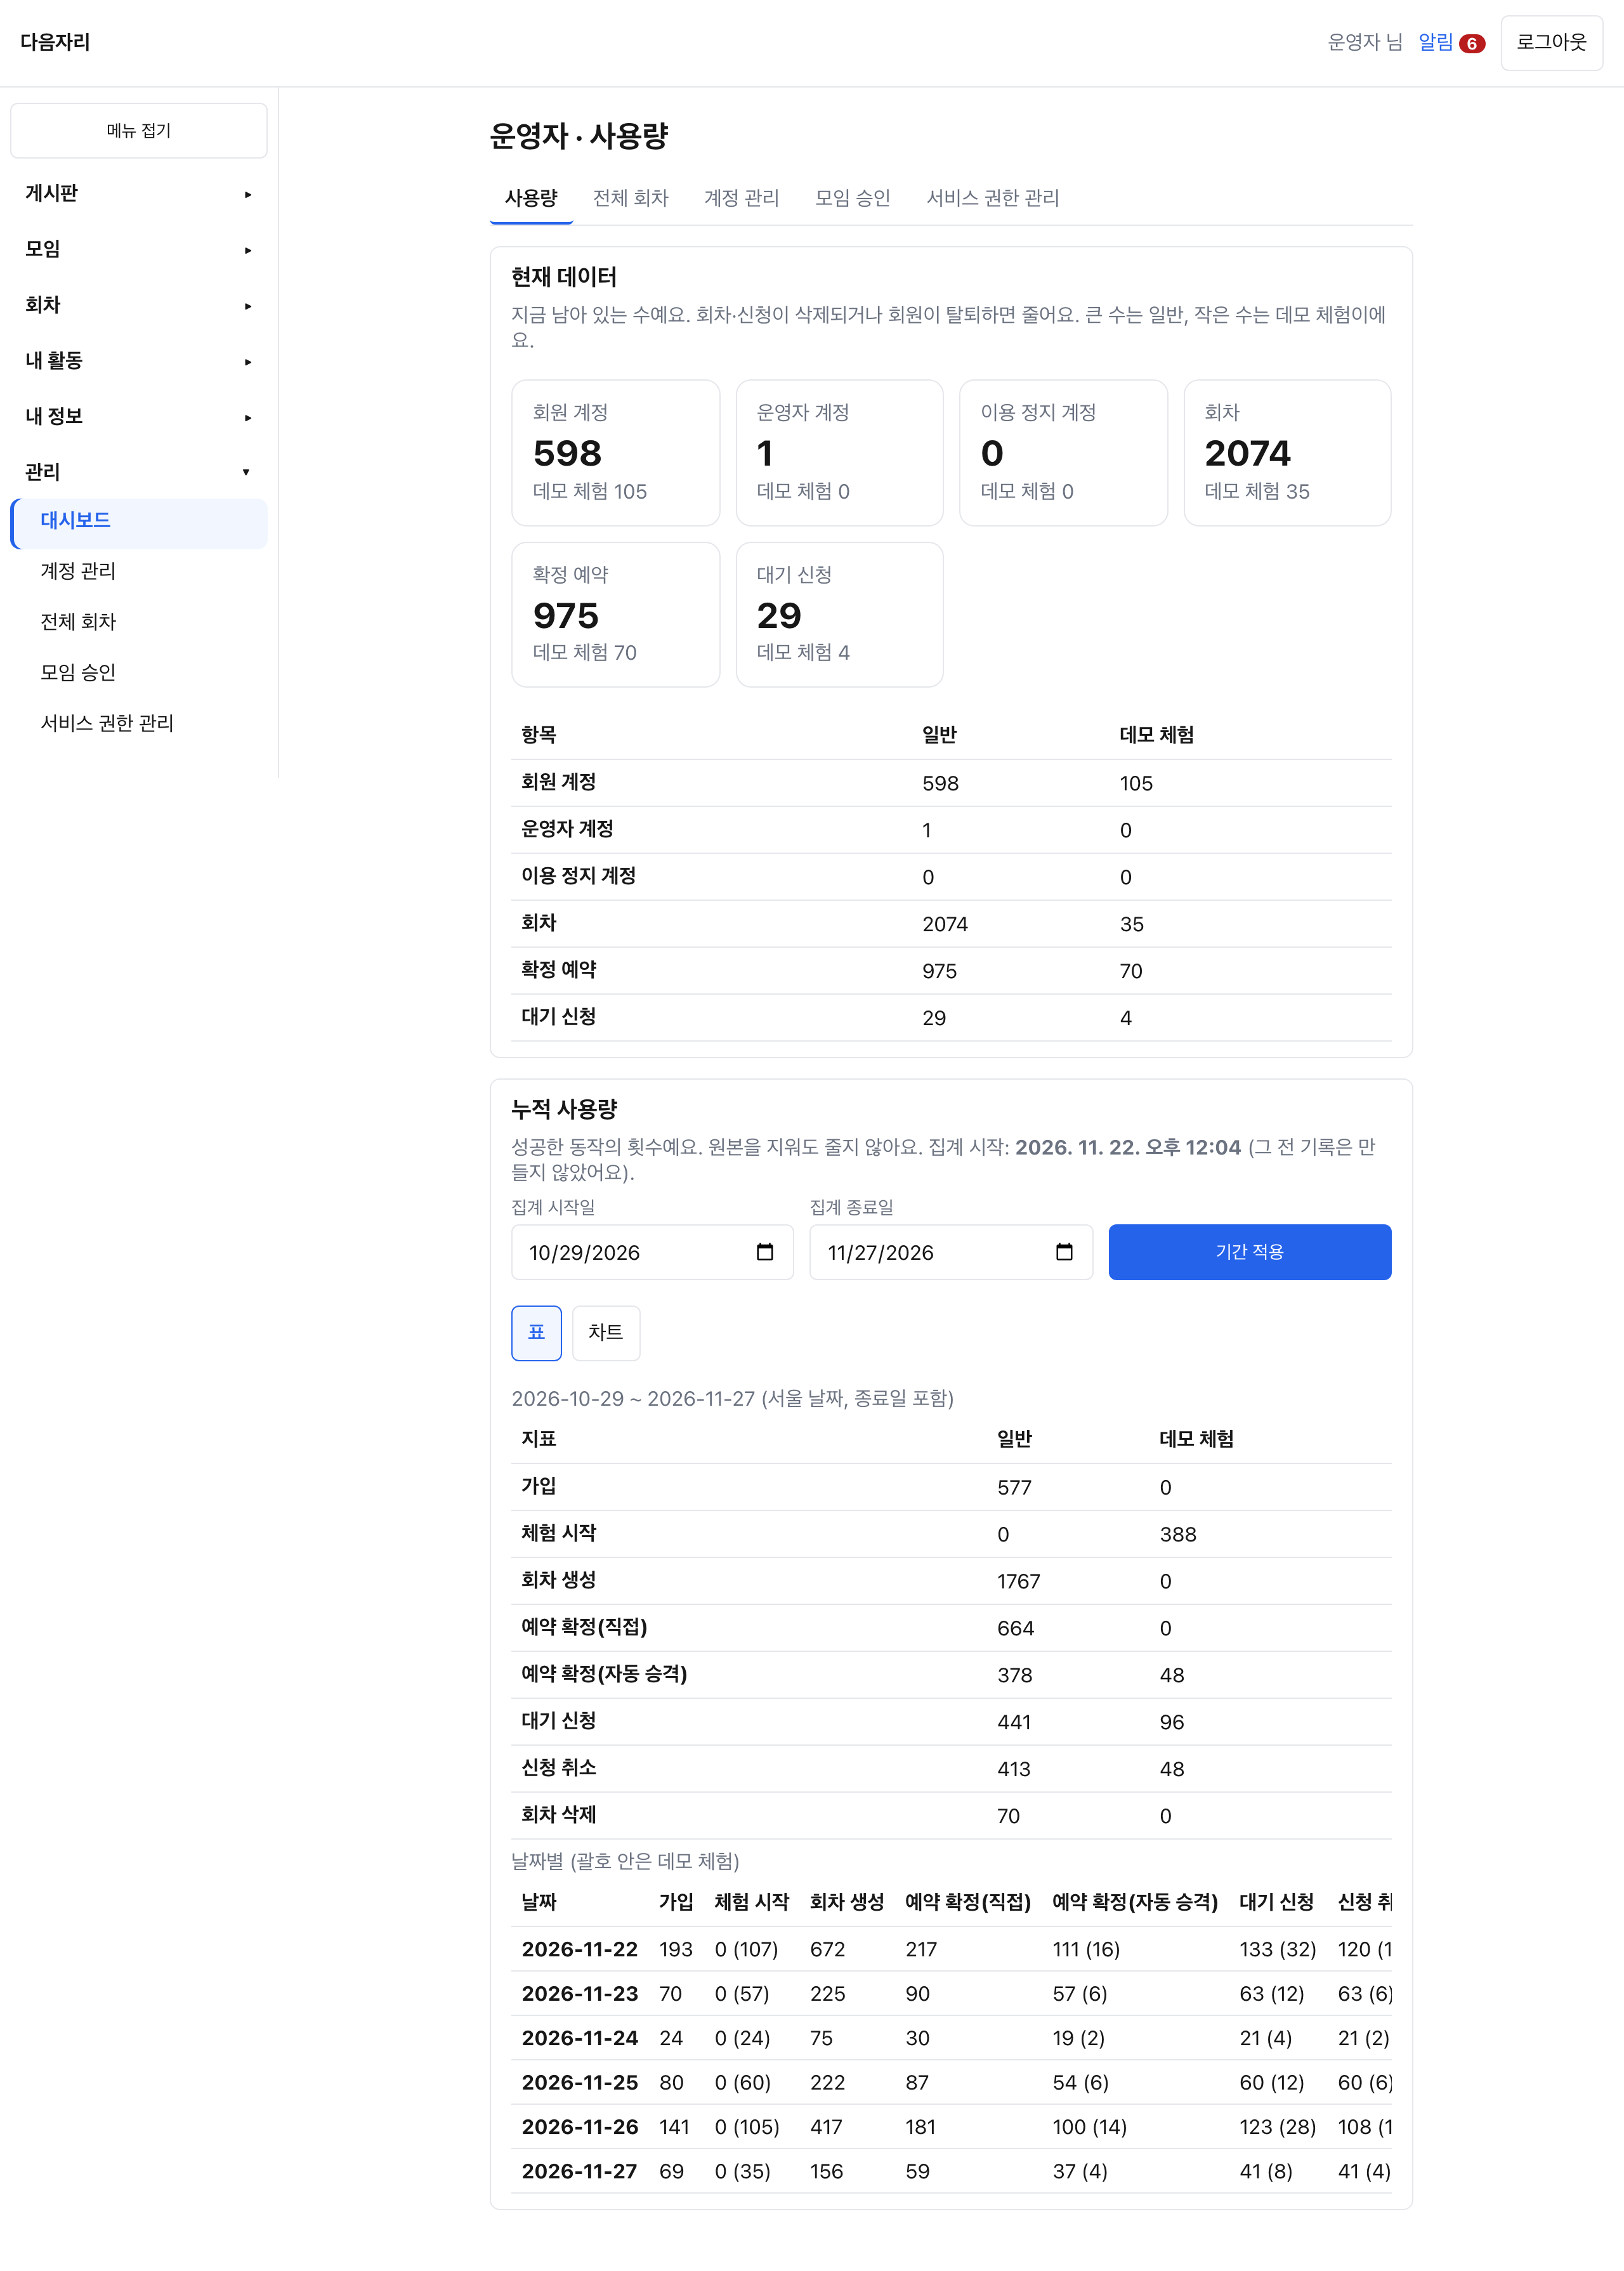 다음자리
운영자 님 알림 6 로그아웃
메뉴 접기
게시판
모임
회차
내 활동
내 정보
관리
대시보드
계정 관리
전체 회차
모임 승인
서비스 권한 관리
운영자 · 사용량
사용량 전체 회차 계정 관리 모임 승인 서비스 권한 관리
현재 데이터
지금 남아 있는 수예요. 회차·신청이 삭제되거나 회원이 탈퇴하면 줄어요. 큰 수는 일반, 작은 수는 데모 체험이에
요.
회원 계정
598
데모 체험 105
운영자 계정
1
데모 체험 0
이용 정지 계정
0
데모 체험 0
회차
2074
데모 체험 35
확정 예약
975
데모 체험 70
대기 신청
29
데모 체험 4
항목 일반 데모 체험
회원 계정 598 105
운영자 계정 1 0
이용 정지 계정 0 0
회차 2074 35
확정 예약 975 70
대기 신청 29 4
누적 사용량
성공한 동작의 횟수예요. 원본을 지워도 줄지 않아요. 집계 시작: 2026. 11. 22. 오후 12:04 (그 전 기록은 만
들지 않았어요).
집계 시작일 집계 종료일
10/29/2026 11/27/2026 기간 적용
표 차트
2026-10-29 ~ 2026-11-27 (서울 날짜, 종료일 포함)
지표 일반 데모 체험
가입 577 0
체험 시작 0 388
회차 생성 1767 0
예약 확정(직접) 664 0
예약 확정(자동 승격) 378 48
대기 신청 441 96
신청 취소 413 48
회차 삭제 70 0
날짜별 (괄호 안은 데모 체험)
날짜 가입 체험 시작 회차 생성 예약 확정(직접) 예약 확정(자동 승격) 대기 신청 신청 취
2026-11-22 193 0 (107) 672 217 111 (16) 133 (32) 120 (1
2026-11-23 70 0 (57) 225 90 57 (6) 63 (12) 63 (6)
2026-11-24 24 0 (24) 75 30 19 (2) 21 (4) 21 (2)
2026-11-25 80 0 (60) 222 87 54 (6) 60 (12) 60 (6)
2026-11-26 141 0 (105) 417 181 100 (14) 123 (28) 108 (1
2026-11-27 69 0 (35) 156 59 37 (4) 41 (8) 41 (4)